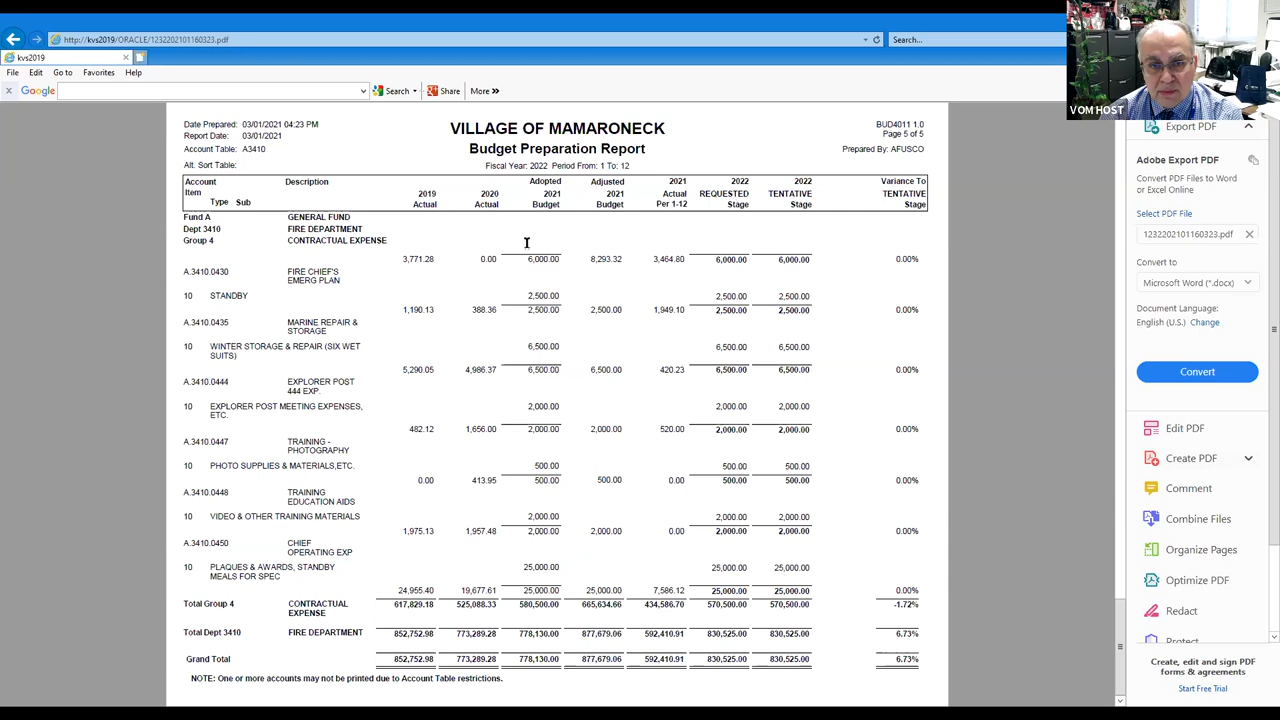 http://kvs2019/ORACLE/1232202101160323.pdf
Search...
kvs2019
File Edit Go to Favorites Help
Google Search Share More »
VOM HOST
Date Prepared: 03/01/2021 04:23 PM
Report Date: 03/01/2021
Account Table: A3410
Alt. Sort Table:
VILLAGE OF MAMARONECK
Budget Preparation Report
Fiscal Year: 2022 Period From: 1 To: 12
BUD4011 1.0
Page 5 of 5
Prepared By: AFUSCO
Account Description Adopted Adjusted 2021 2022 2022 Variance To
Item 2019 2020 2021 2021 Actual REQUESTED TENTATIVE TENTATIVE
Type Sub Actual Actual Budget Budget Per 1-12 Stage Stage Stage
Fund A GENERAL FUND
Dept 3410 FIRE DEPARTMENT
Group 4 CONTRACTUAL EXPENSE
3,771.28 0.00 6,000.00 8,293.32 3,464.80 6,000.00 6,000.00 0.00%
A.3410.0430 FIRE CHIEF'S
EMERG PLAN
10 STANDBY 2,500.00 2,500.00 2,500.00
1,190.13 388.36 2,500.00 2,500.00 1,949.10 2,500.00 2,500.00 0.00%
A.3410.0435 MARINE REPAIR &
STORAGE
10 WINTER STORAGE & REPAIR (SIX WET 6,500.00 6,500.00 6,500.00
SUITS)
5,290.05 4,986.37 6,500.00 6,500.00 420.23 6,500.00 6,500.00 0.00%
A.3410.0444 EXPLORER POST
444 EXP.
10 EXPLORER POST MEETING EXPENSES, 2,000.00 2,000.00 2,000.00
ETC.
482.12 1,656.00 2,000.00 2,000.00 520.00 2,000.00 2,000.00 0.00%
A.3410.0447 TRAINING -
PHOTOGRAPHY
10 PHOTO SUPPLIES & MATERIALS,ETC. 500.00 500.00 500.00
0.00 413.95 500.00 500.00 0.00 500.00 500.00 0.00%
A.3410.0448 TRAINING
EDUCATION AIDS
10 VIDEO & OTHER TRAINING MATERIALS 2,000.00 2,000.00 2,000.00
1,975.13 1,957.48 2,000.00 2,000.00 0.00 2,000.00 2,000.00 0.00%
A.3410.0450 CHIEF
OPERATING EXP
10 PLAQUES & AWARDS, STANDBY 25,000.00 25,000.00 25,000.00
MEALS FOR SPEC
24,955.40 19,677.61 25,000.00 25,000.00 7,586.12 25,000.00 25,000.00 0.00%
Total Group 4 CONTRACTUAL 617,829.18 525,088.33 580,500.00 665,634.66 434,586.70 570,500.00 570,500.00 -1.72%
EXPENSE
Total Dept 3410 FIRE DEPARTMENT 852,752.98 773,289.28 778,130.00 877,679.06 592,410.91 830,525.00 830,525.00 6.73%
Grand Total 852,752.98 773,289.28 778,130.00 877,679.06 592,410.91 830,525.00 830,525.00 6.73%
NOTE: One or more accounts may not be printed due to Account Table restrictions.
Export PDF
Adobe Export PDF
Convert PDF Files to Word
or Excel Online
Select PDF File
1232202101160323.pdf
Convert to
Microsoft Word (*.docx)
Document Language:
English (U.S.) Change
Convert
Edit PDF
Create PDF
Comment
Combine Files
Organize Pages
Optimize PDF
Redact
Protect
Create, edit and sign PDF
forms & agreements
Start Free Trial